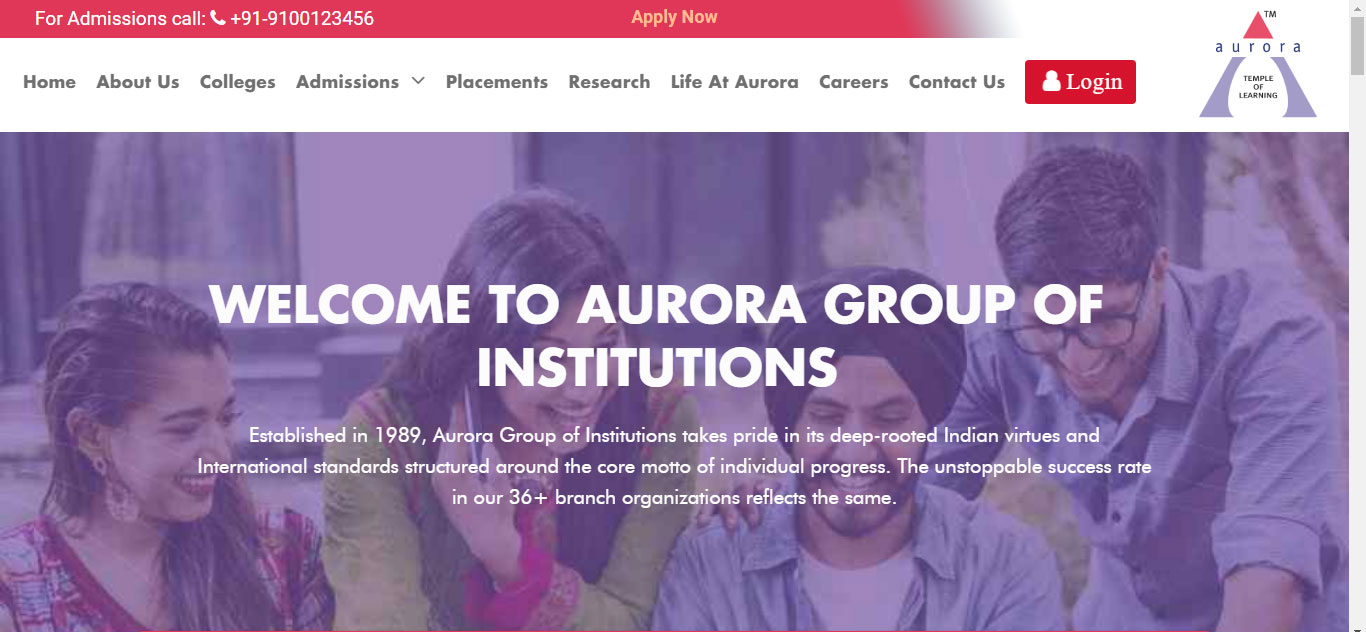 For Admissions call: +91-9100123456
Apply Now
TM
aurora
TEMPLE
OF
LEARNING
Home About Us Colleges Admissions Placements Research Life At Aurora Careers Contact Us Login
WELCOME TO AURORA GROUP OF
INSTITUTIONS
Established in 1989, Aurora Group of Institutions takes pride in its deep-rooted Indian virtues and
International standards structured around the core motto of individual progress. The unstoppable success rate
in our 36+ branch organizations reflects the same.